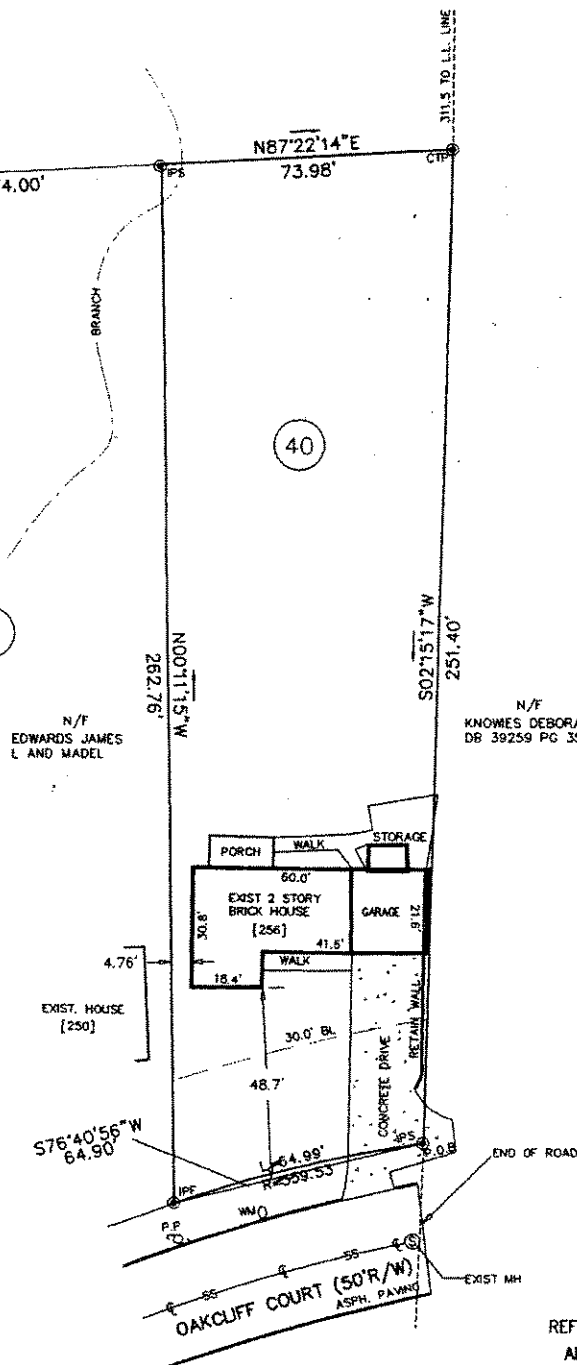 311.5 TO L.L. LINE
N87°22'14"E
73.98'
IPS
CTP
4.00'
BRANCH
40
N00°11'15"W
262.76'
S02°15'17"W
251.40'
N/F
EDWARDS JAMES
L AND MADEL
N/F
KNOWIES DEBORA
DB 39259 PG
STORAGE
PORCH
WALK
60.0'
EXIST 2 STORY
BRICK HOUSE
[256]
30.8'
GARAGE
21.6'
41.6'
WALK
18.4'
4.76'
EXIST. HOUSE
[250]
30.0' BL
48.7'
CONCRETE DRIVE
RETAIN WALL
S76°40'56"W
64.90'
L=64.99'
R=559.53
IPS
P.O.B
IPF
END OF ROAD
P.P
WM
SS
SS
S
OAKCLIFF COURT (50'R/W)
ASPH. PAVING
EXIST MH